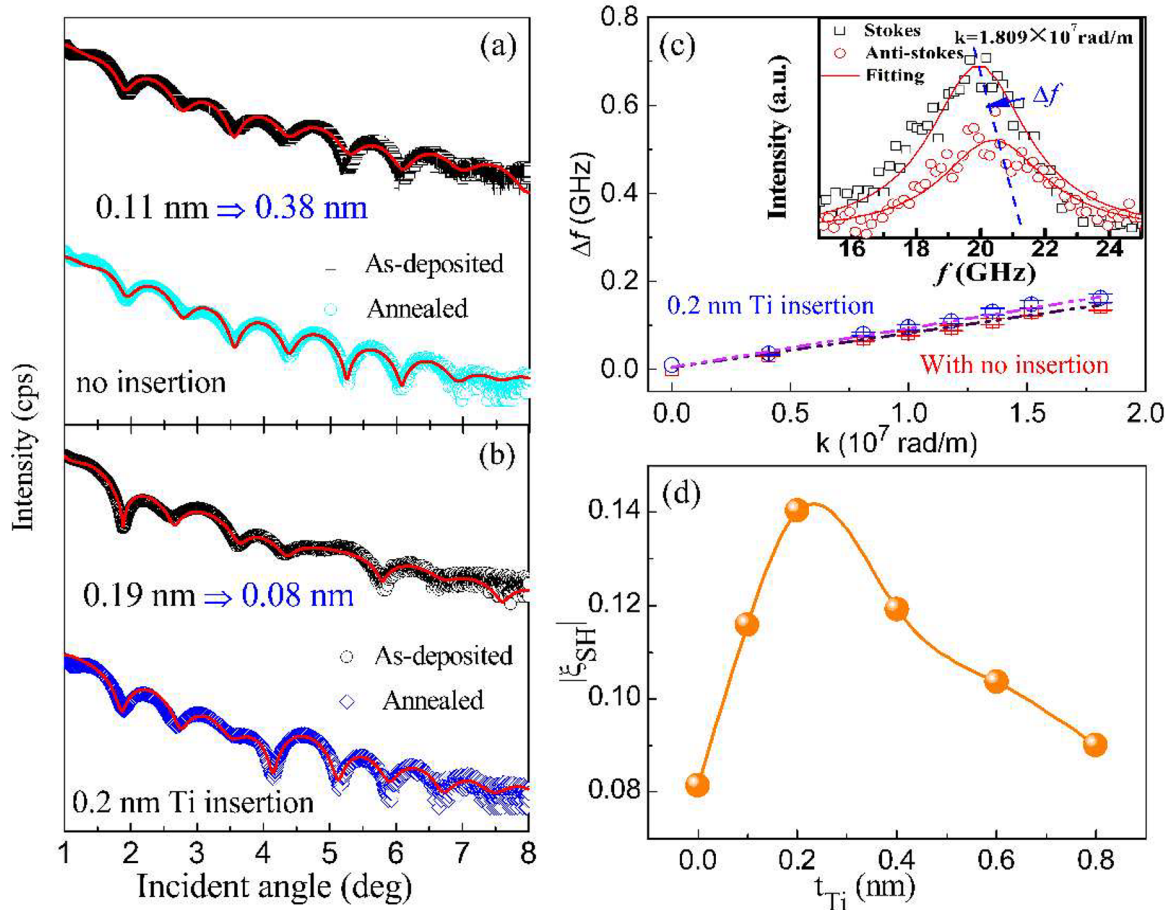 (a)
0.11 nm ⇒ 0.38 nm
As-deposited
Annealed
no insertion
(b)
0.19 nm ⇒ 0.08 nm
As-deposited
Annealed
0.2 nm Ti insertion
1 2 3 4 5 6 7 8
Incident angle (deg)
Intensity (cps)
(c)
0.8
0.6
0.4
0.2
0.0
Δf (GHz)
Stokes
k=1.809×10⁷rad/m
Anti-stokes
Fitting
Δf
Intensity (a.u.)
16 18 20 22 24
f (GHz)
0.2 nm Ti insertion
With no insertion
0.0 0.5 1.0 1.5 2.0
k (10⁷ rad/m)
(d)
0.14
0.12
0.10
0.08
|ξSH|
0.0 0.2 0.4 0.6 0.8
tTi (nm)